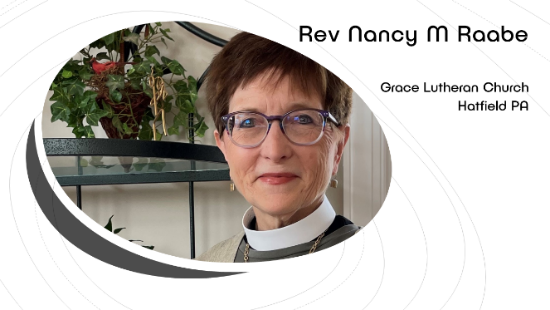 Rev Nancy M Raabe
Grace Lutheran Church
Hatfield PA